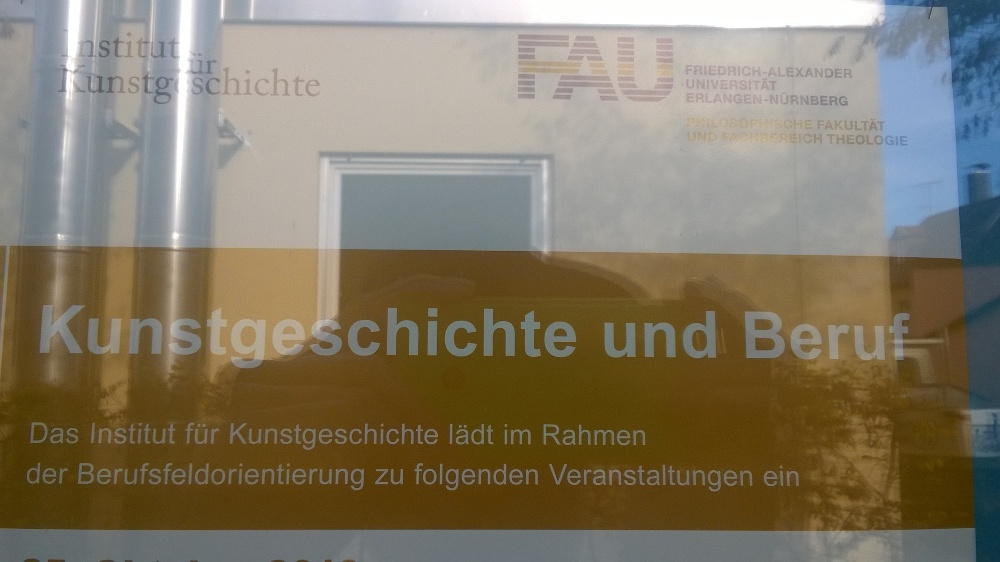 Institut
für
Kunstgeschichte
FAU
FRIEDRICH-ALEXANDER
UNIVERSITÄT
ERLANGEN-NÜRNBERG
PHILOSOPHISCHE FAKULTÄT
UND FACHBEREICH THEOLOGIE
Kunstgeschichte und Beruf
Das Institut für Kunstgeschichte lädt im Rahmen
der Berufsfeldorientierung zu folgenden Veranstaltungen ein